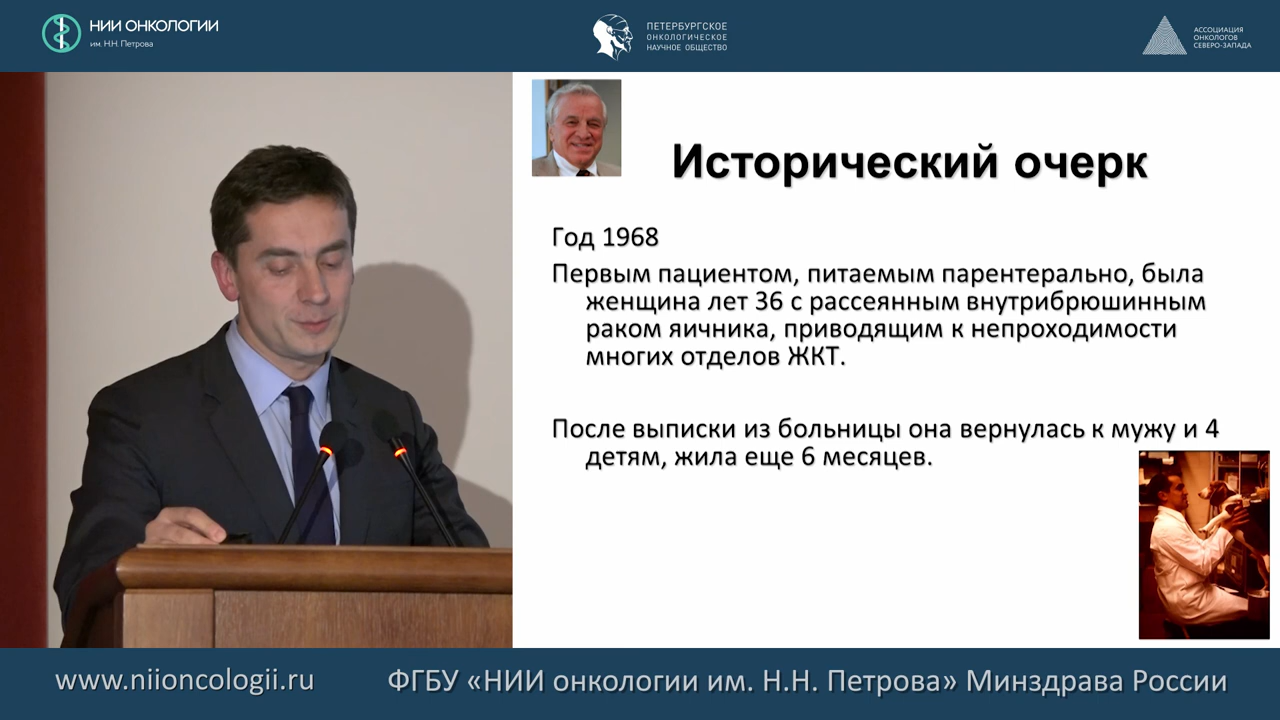 НИИ ОНКОЛОГИИ
им. Н.Н. Петрова
ПЕТЕРБУРГСКОЕ
ОНКОЛОГИЧЕСКОЕ
НАУЧНОЕ ОБЩЕСТВО
АССОЦИАЦИЯ
ОНКОЛОГОВ
СЕВЕРО-ЗАПАДА
Исторический очерк
Год 1968
Первым пациентом, питаемым парентерально, была
женщина лет 36 с рассеянным внутрибрюшинным
раком яичника, приводящим к непроходимости
многих отделов ЖКТ.
После выписки из больницы она вернулась к мужу и 4
детям, жила еще 6 месяцев.
www.niioncologii.ru
ФГБУ «НИИ онкологии им. Н.Н. Петрова» Минздрава России